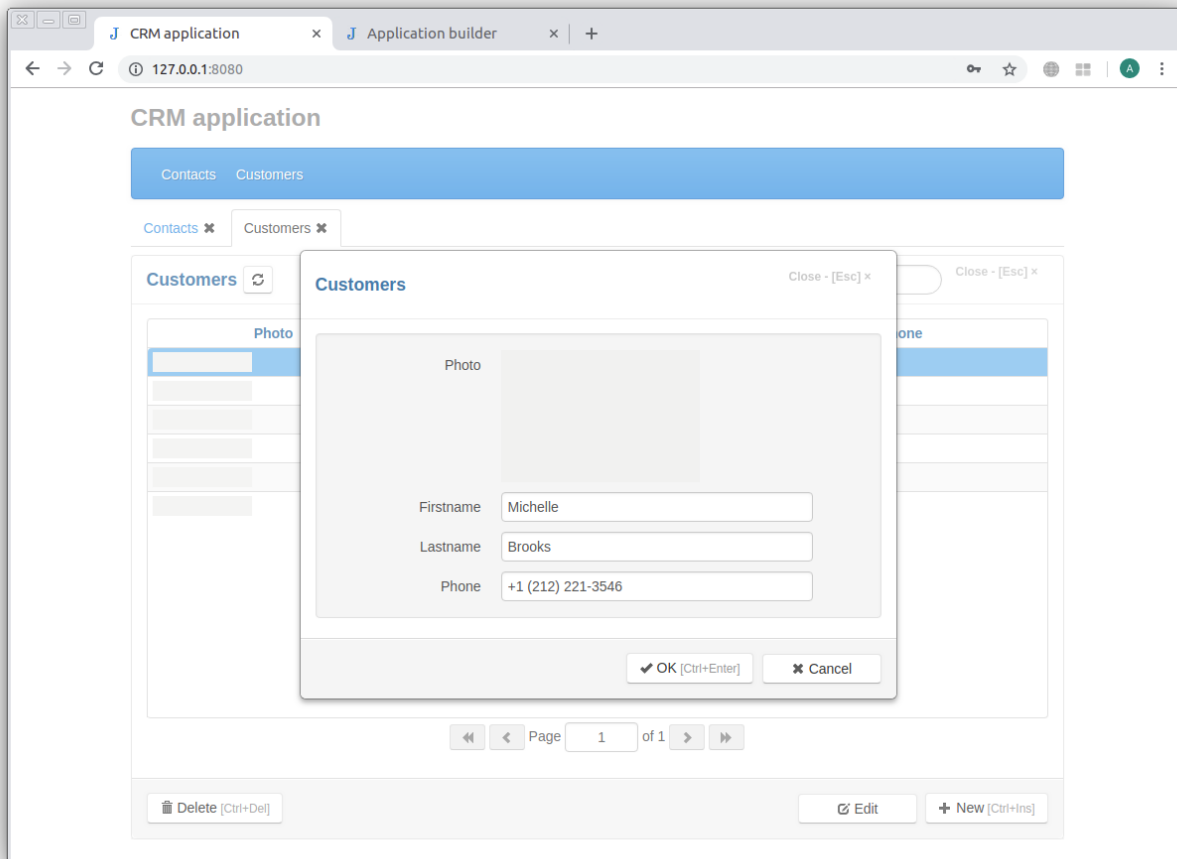 CRM application
Application builder
127.0.0.1:8080
A
CRM application
Contacts Customers
Contacts Customers
Customers
Close - [Esc] ×
Photo
Customers
Close - [Esc] ×
Photo
Firstname Michelle
Lastname Brooks
Phone +1 (212) 221-3546
OK [Ctrl+Enter] Cancel
Page 1 of 1
Delete [Ctrl+Del] Edit New [Ctrl+Ins]